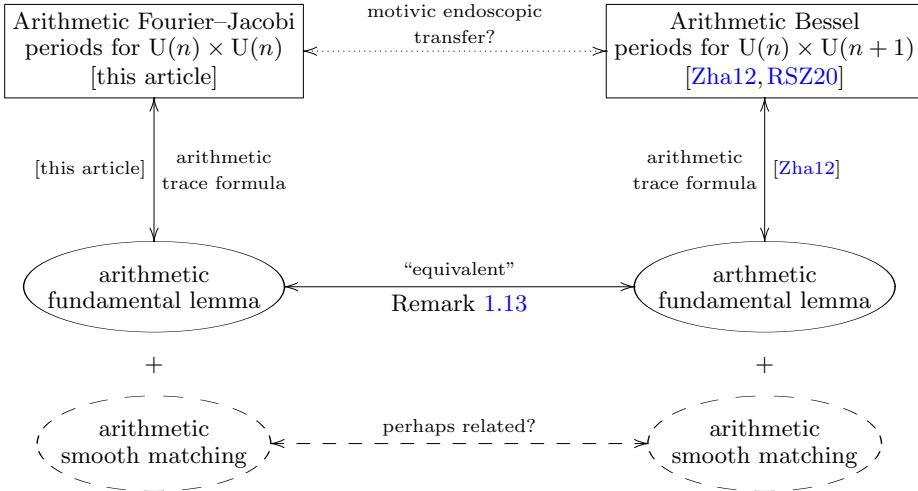 Arithmetic Fourier–Jacobi
periods for U(n) × U(n)
[this article]
motivic endoscopic
transfer?
Arithmetic Bessel
periods for U(n) × U(n + 1)
[Zha12, RSZ20]
[this article]
arithmetic
trace formula
arithmetic
trace formula
[Zha12]
arithmetic
fundamental lemma
“equivalent”
Remark 1.13
arthmetic
fundamental lemma
+
+
arithmetic
smooth matching
perhaps related?
arithmetic
smooth matching
+
+